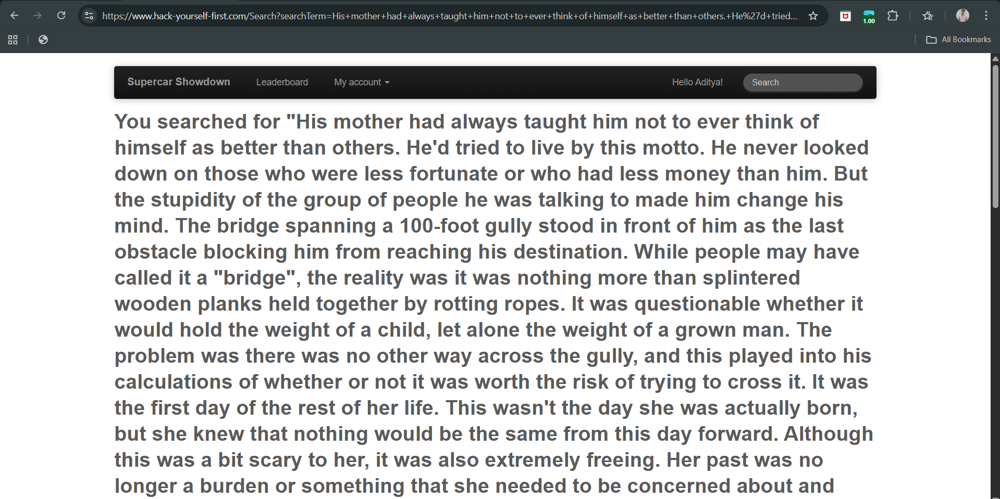 https://www.hack-yourself-first.com/Search?searchTerm=His+mother+had+always+taught+him+not+to+ever+think+of+himself+as+better+than+others.+He%27d+tried...
1.00
All Bookmarks
Supercar Showdown Leaderboard My account Hello Aditya! Search
You searched for "His mother had always taught him not to ever think of
himself as better than others. He'd tried to live by this motto. He never looked
down on those who were less fortunate or who had less money than him. But
the stupidity of the group of people he was talking to made him change his
mind. The bridge spanning a 100-foot gully stood in front of him as the last
obstacle blocking him from reaching his destination. While people may have
called it a "bridge", the reality was it was nothing more than splintered
wooden planks held together by rotting ropes. It was questionable whether it
would hold the weight of a child, let alone the weight of a grown man. The
problem was there was no other way across the gully, and this played into his
calculations of whether or not it was worth the risk of trying to cross it. It was
the first day of the rest of her life. This wasn't the day she was actually born,
but she knew that nothing would be the same from this day forward. Although
this was a bit scary to her, it was also extremely freeing. Her past was no
longer a burden or something that she needed to be concerned about and